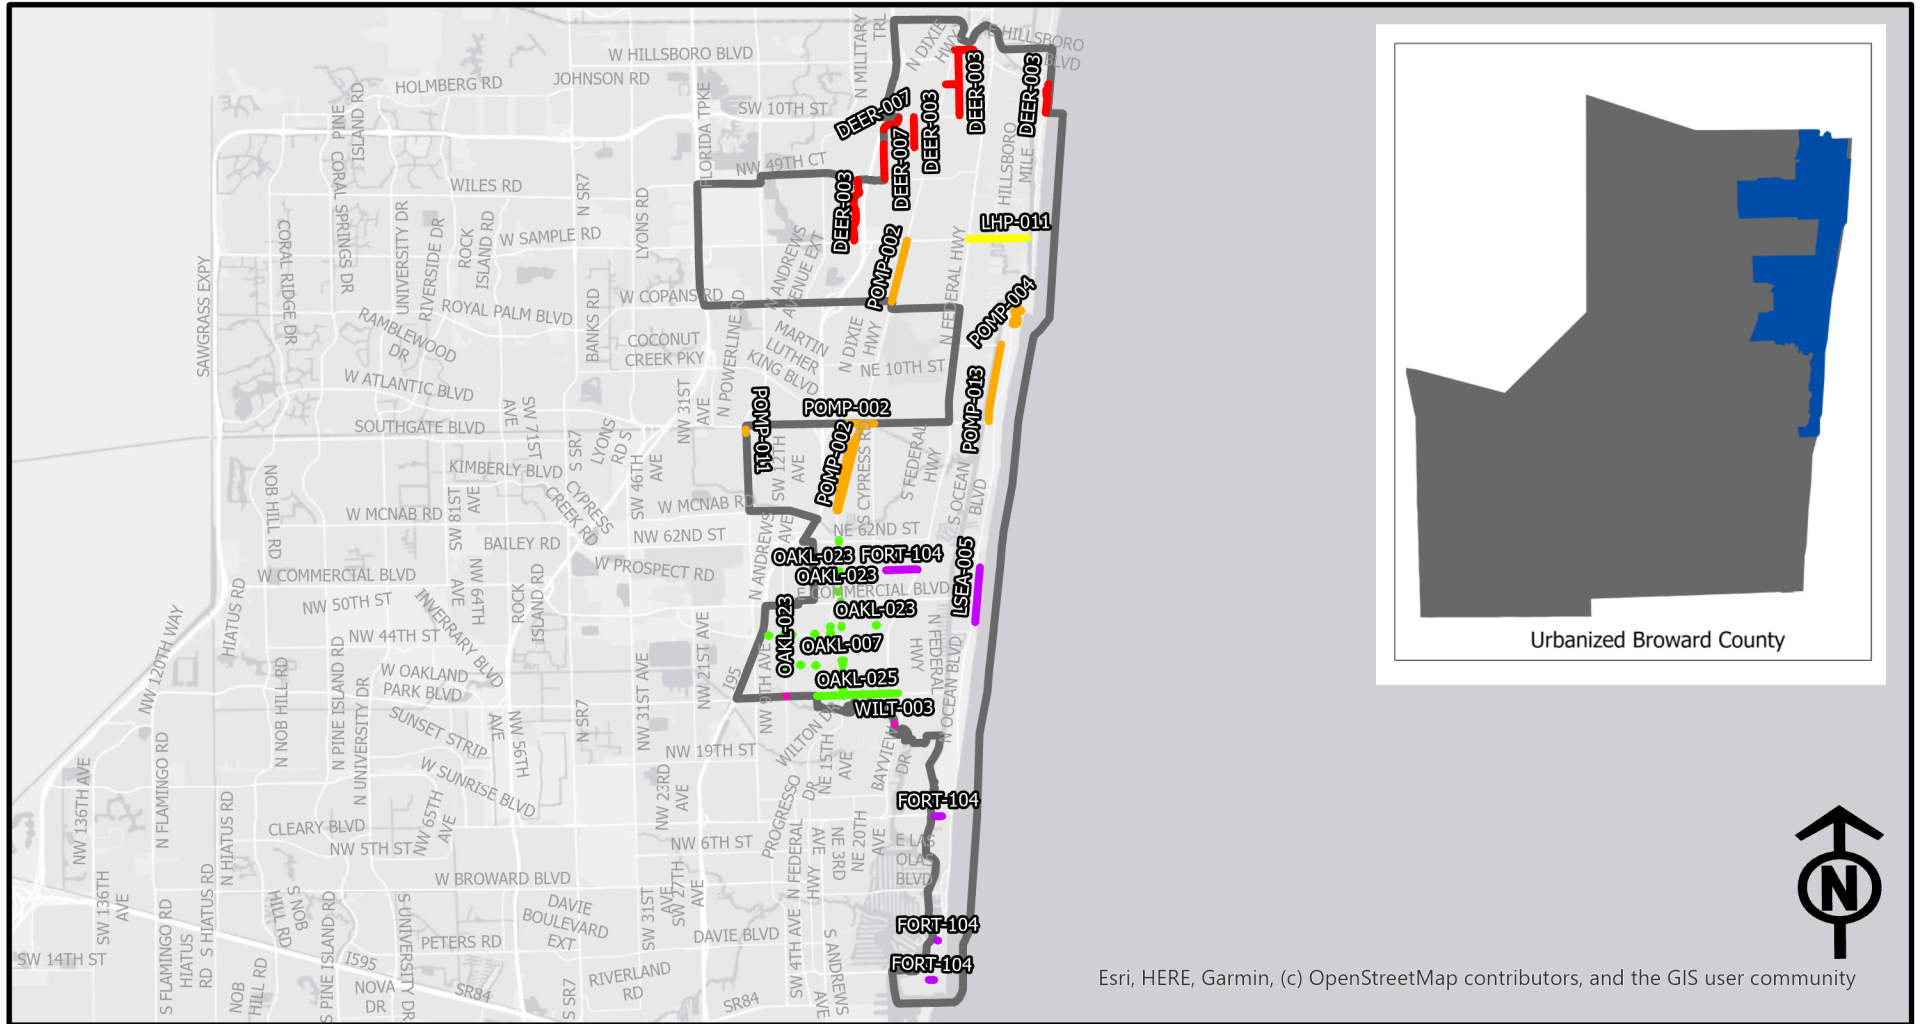 N MILITARY
TRL
N DIXIE
HWY
E HILLSBORO
BLVD
W HILLSBORO BLVD
JOHNSON RD
HOLMBERG RD
SW 10TH ST
DEER-003
DEER-003
DEER-007
DEER-003
DEER-007
DEER-003
PINE
ISLAND RD
FLORIDA TPKE
NW 49TH CT
HILLSBORO
MILE
WILES RD
N SR7
LYONS RD
CORAL SPRINGS DR
UNIVERSITY DR
RIVERSIDE DR
ROCK
ISLAND RD
W SAMPLE RD
CORAL RIDGE DR
SAWGRASS EXPY
LHP-011
POMP-002
N ANDREWS
AVENUE EXT
N FEDERAL HWY
W COPANS RD
ROYAL PALM BLVD
RAMBLEWOOD
DR
BANKS RD
COCONUT
CREEK PKY
N POWERLINE RD
MARTIN
LUTHER
KING BLVD
N DIXIE
HWY
NE 10TH ST
POMP-004
POMP-013
W ATLANTIC BLVD
SOUTHGATE BLVD
SW 71ST
AVE
S SR7
LYONS
RD S
NW 31ST
AVE
POMP-011
POMP-002
POMP-002
SW 12TH
AVE
S CYPRESS RD
S FEDERAL
HWY
S OCEAN
BLVD
KIMBERLY BLVD
CYPRESS
CREEK RD
SW 46TH
AVE
W MCNAB RD
W MCNAB RD
SW 81ST
AVE
NOB HILL RD
BAILEY RD
NW 62ND ST
NE 62ND ST
W PROSPECT RD
N ANDREWS
AVE
OAKL-023
FORT-104
OAKL-023
E COMMERCIAL BLVD
LSEA-005
W COMMERCIAL BLVD
NW 50TH ST
NW 64TH
AVE
ROCK
ISLAND RD
INVERRARY BLVD
HIATUS RD
NW 120TH WAY
NW 44TH ST
W OAKLAND
PARK BLVD
OAKL-023
OAKL-023
OAKL-007
OAKL-025
WILT-003
N FEDERAL
HWY
N OCEAN BLVD
NW 21ST AVE
I95
NW 9TH AVE
NW 31ST AVE
N SR7
N NOB HILL RD
N PINE ISLAND RD
N UNIVERSITY DR
SUNSET STRIP
NW 56TH
AVE
NW 19TH ST
WILTON DR
NE 15TH
AVE
BAYVIEW
DR
W SUNRISE BLVD
NW 136TH AVE
N FLAMINGO RD
N HIATUS RD
CLEARY BLVD
NW 5TH ST
NW 65TH
AVE
NW 23RD
AVE
PROGRESSO
DR
NW 6TH ST
N FEDERAL
HWY
NE 3RD
AVE
NE 20TH
AVE
FORT-104
E LAS
OLAS
BLVD
W BROWARD BLVD
SW 136TH
AVE
S FLAMINGO RD
HIATUS
RD
S HIATUS RD
S NOB
HILL RD
NOB
HILL RD
S PINE ISLAND RD
S UNIVERSITY DR
DAVIE
BOULEVARD
EXT
SW 31ST
AVE
SW 27TH
AVE
DAVIE BLVD
SW 4TH AVE
S ANDREWS
AVE
PETERS RD
SW 14TH ST
I595
NOVA
DR
SR84
S SR7
RIVERLAND
RD
SR84
FORT-104
FORT-104
Urbanized Broward County
N
Esri, HERE, Garmin, (c) OpenStreetMap contributors, and the GIS user community